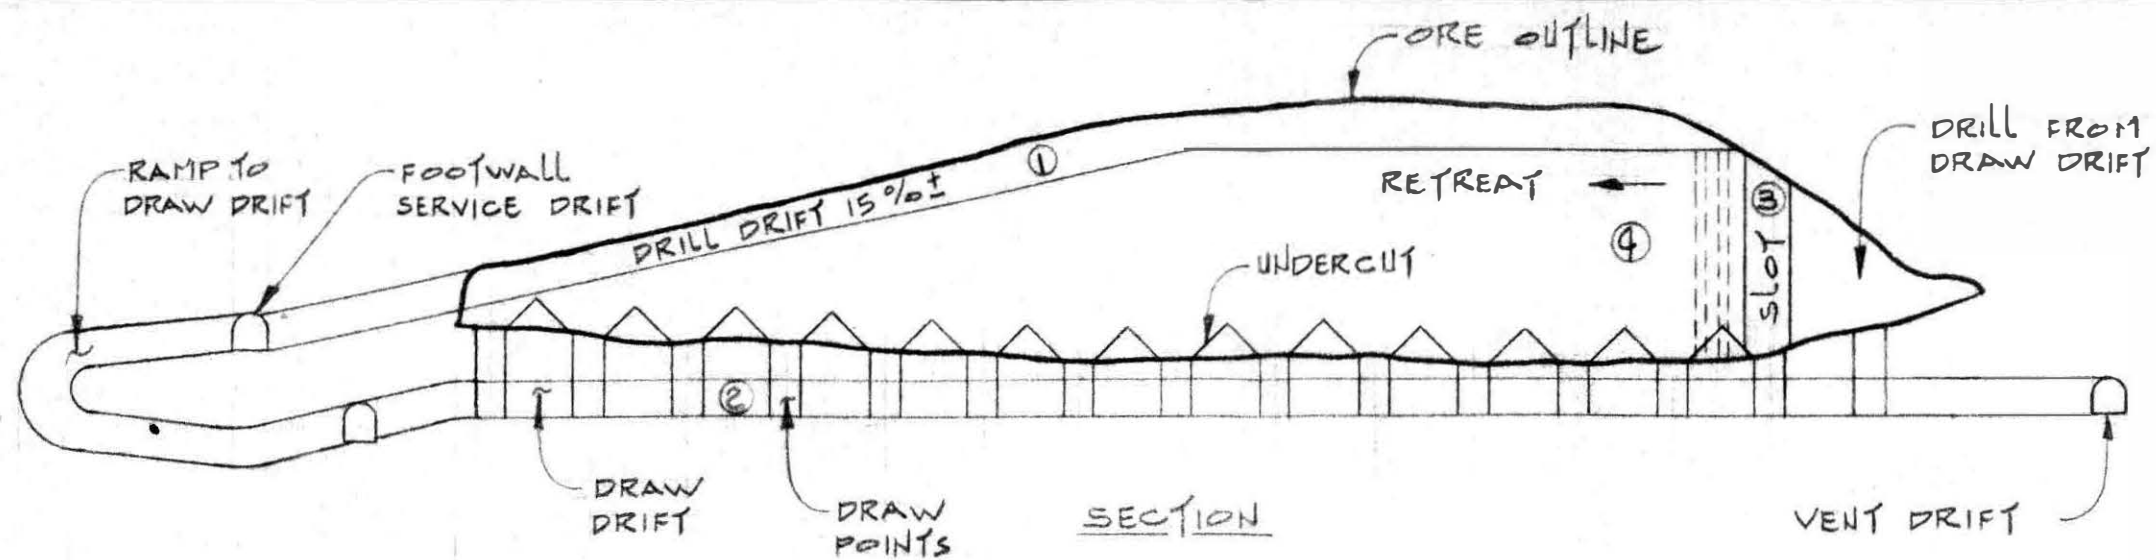 ORE OUTLINE
DRILL FROM
DRAW DRIFT
RAMP TO
DRAW DRIFT
FOOTWALL
SERVICE DRIFT
①
DRILL DRIFT 15%±
RETREAT
③
④
SLOT
UNDERCUT
②
DRAW
DRIFT
DRAW
POINTS
SECTION
VENT DRIFT